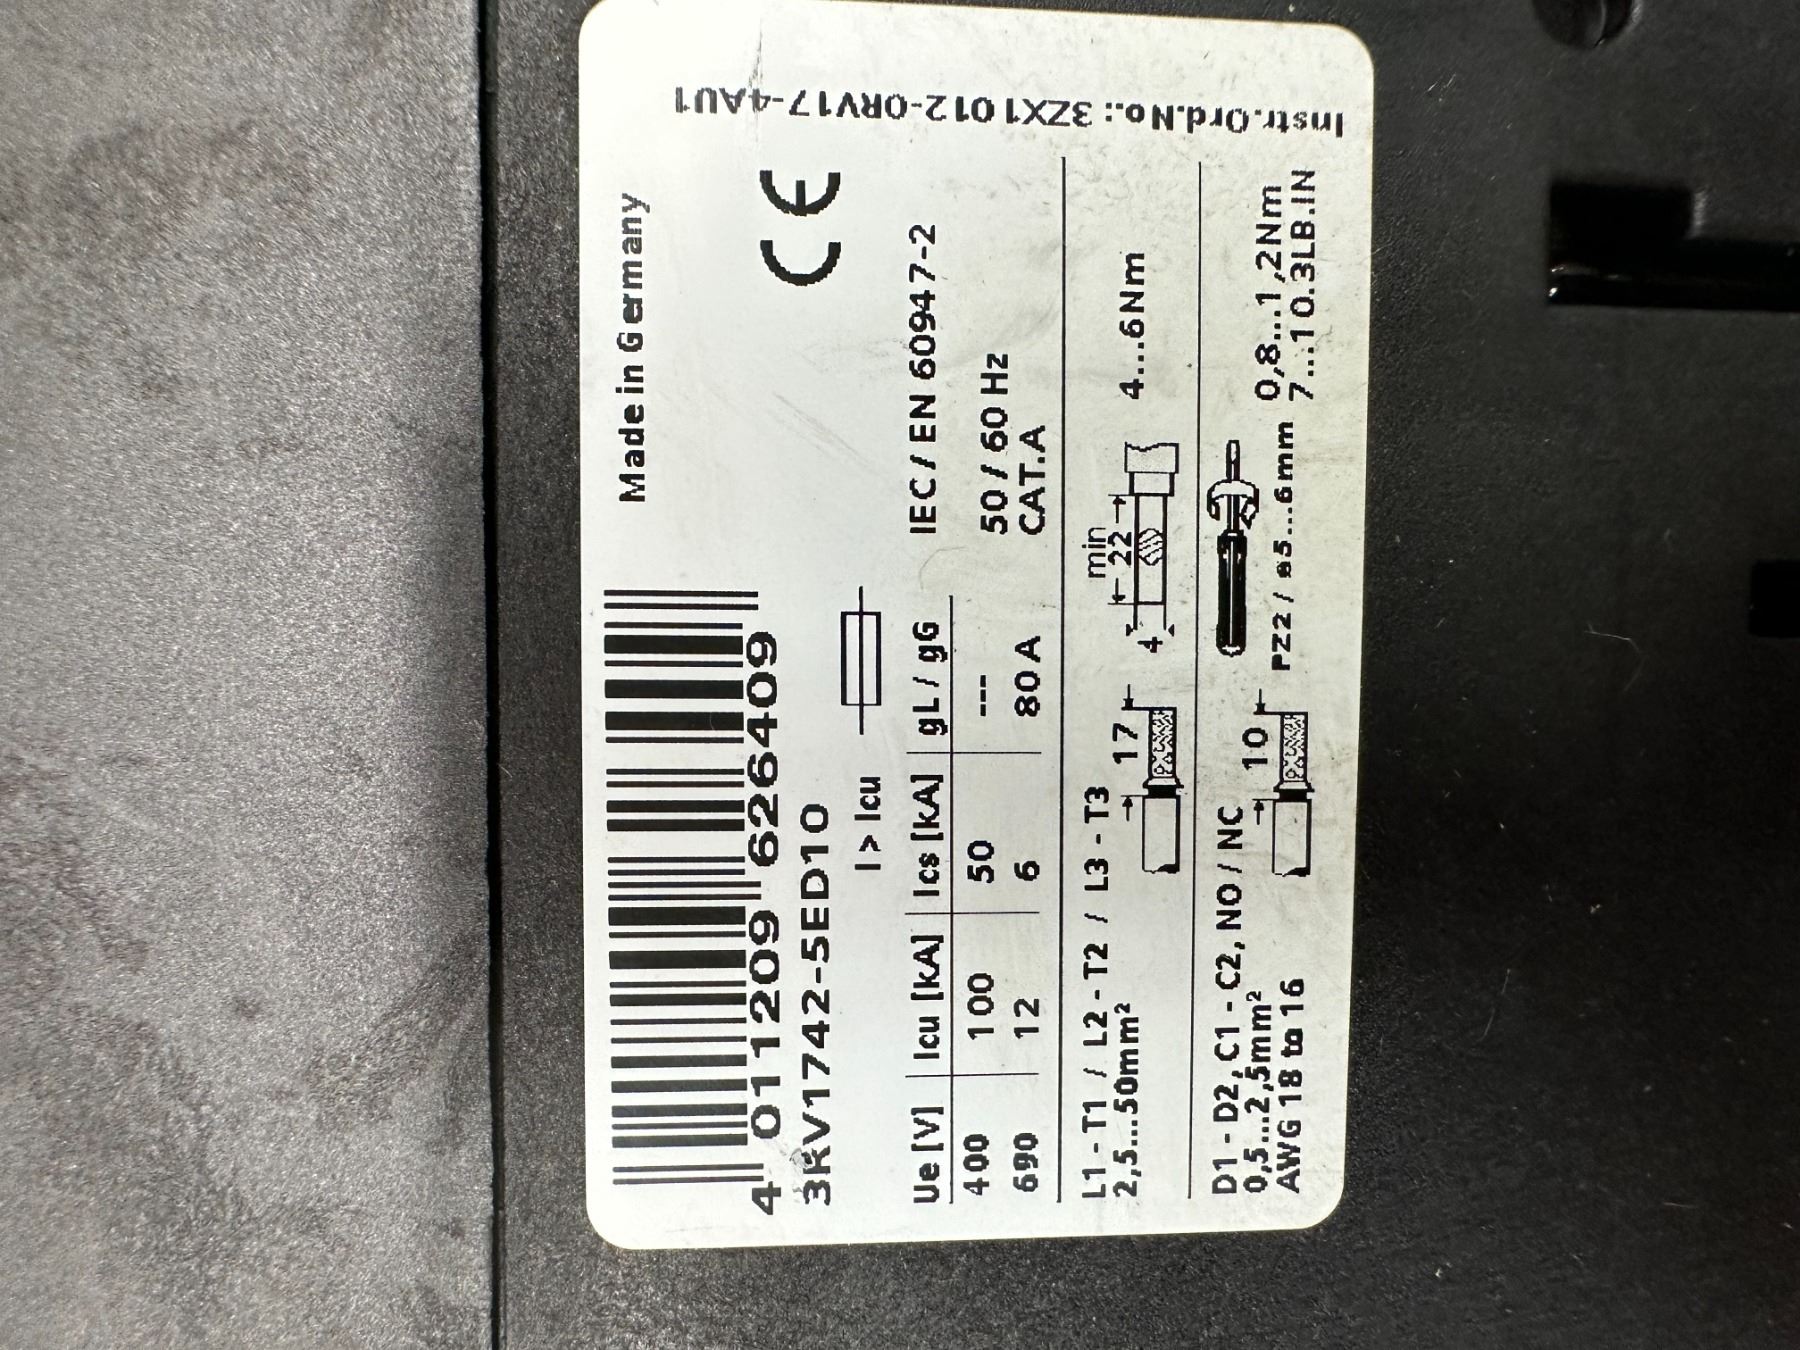 Made in Germany
4 011209 626409
3RV1742-5ED10
CE
I > Icu
Ue [V] Icu [kA] Ics [kA] gL / gG IEC / EN 60947-2
400 100 50 --- 50 / 60 Hz
690 12 6 80 A CAT.A
L1 - T1 / L2 - T2 / L3 - T3
2,5...50mm²
17
4
min
22
4...6Nm
D1 - D2, C1 - C2, NO / NC
0,5...2,5mm²
AWG 18 to 16
10
PZ2 / ø5...6mm
0,8...1,2Nm
7...10.3LB.IN
Instr.Ord.No.: 3ZX1 012-0RV17-4AU1